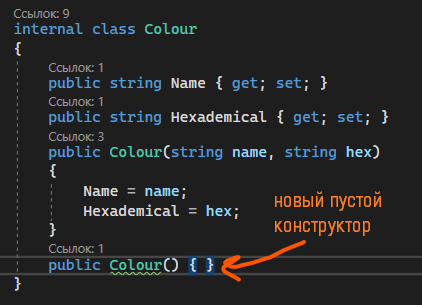 Ссылок: 9
internal class Colour
{
Ссылок: 1
public string Name { get; set; }
Ссылок: 1
public string Hexademical { get; set; }
Ссылок: 3
public Colour(string name, string hex)
{
Name = name;
Hexademical = hex;
}
новый пустой
конструктор
Ссылок: 1
public Colour() { }
}